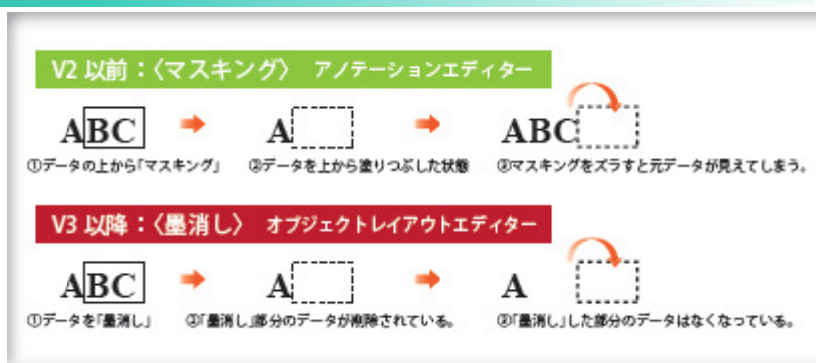 V2 以前：〈マスキング〉 アノテーションエディター
ABC A ABC
①データの上から「マスキング」 ②データを上から塗りつぶした状態 ③マスキングをズラすと元データが見えてしまう。
V3 以降：〈墨消し〉 オブジェクトレイアウトエディター
ABC A A
①データを「墨消し」 ②「墨消し」部分のデータが削除されている。 ③「墨消し」した部分のデータはなくなっている。